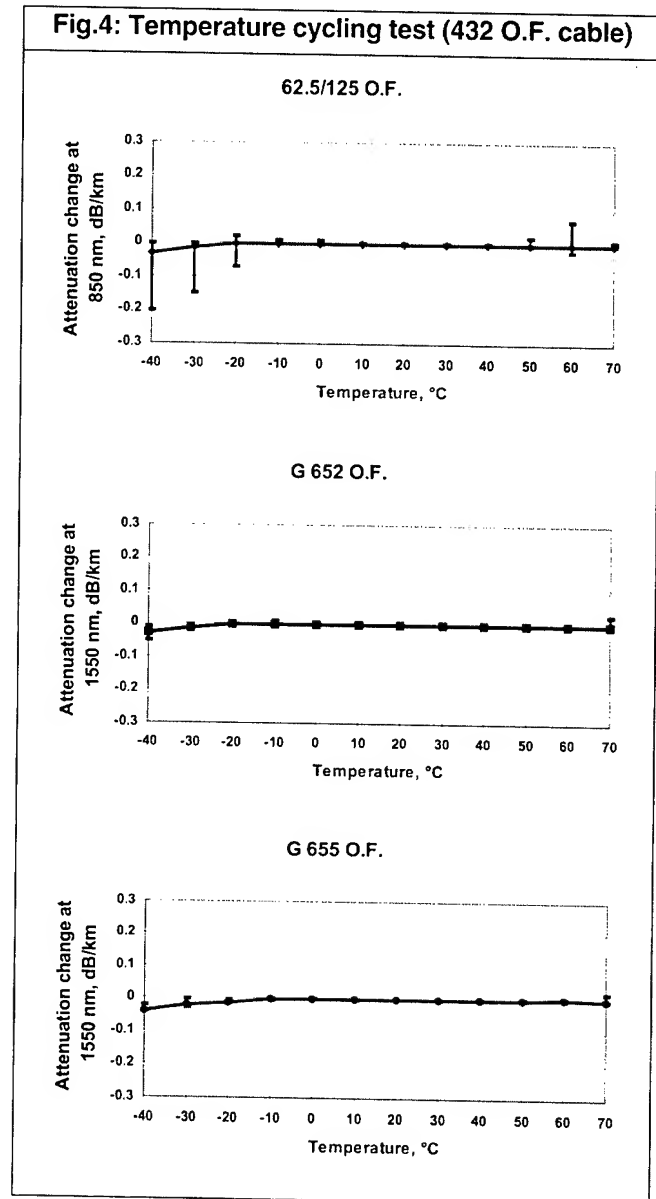 Fig.4: Temperature cycling test (432 O.F. cable)
62.5/125 O.F.
Attenuation change at
850 nm, dB/km
0.3
0.2
0.1
0
-0.1
-0.2
-0.3
-40 -30 -20 -10 0 10 20 30 40 50 60 70
Temperature, °C
G 652 O.F.
Attenuation change at
1550 nm, dB/km
0.3
0.2
0.1
0
-0.1
-0.2
-0.3
-40 -30 -20 -10 0 10 20 30 40 50 60 70
Temperature, °C
G 655 O.F.
Attenuation change at
1550 nm, dB/km
0.3
0.2
0.1
0
-0.1
-0.2
-0.3
-40 -30 -20 -10 0 10 20 30 40 50 60 70
Temperature, °C